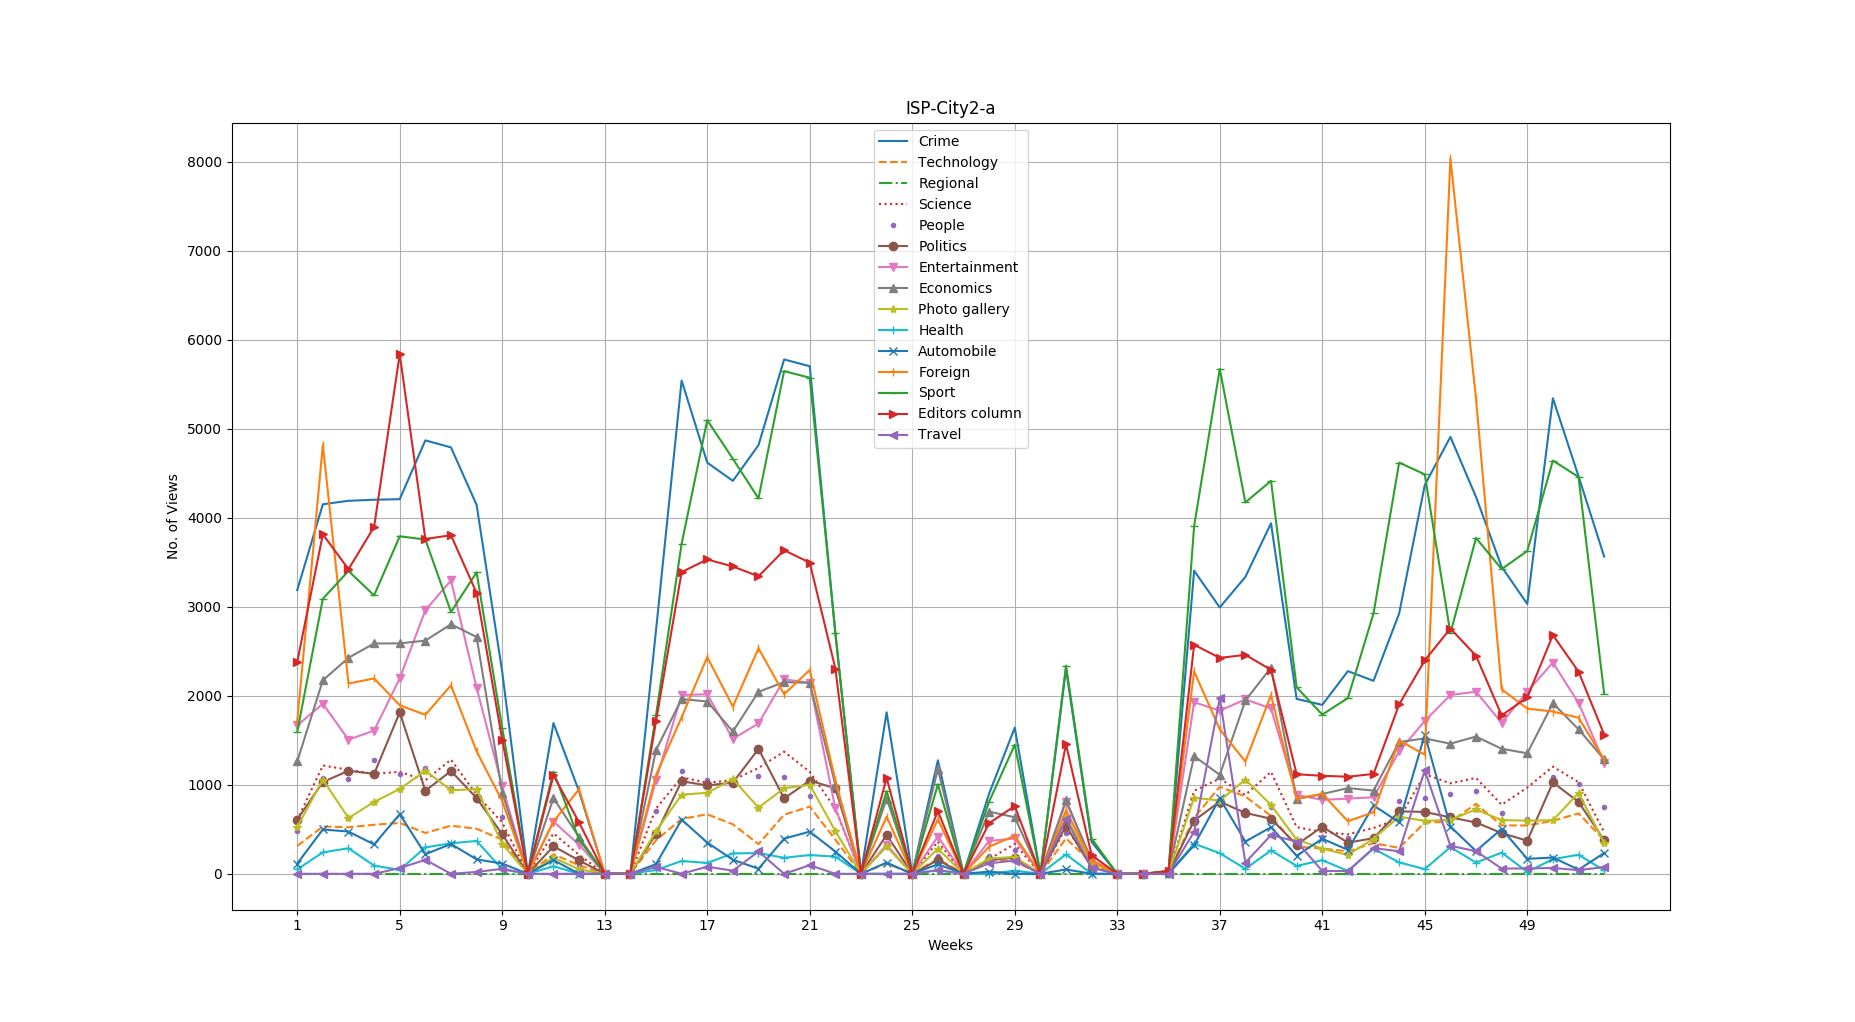 ISP-City2-a
8000
7000
6000
5000
4000
3000
2000
1000
0
No. of Views
Crime
Technology
Regional
Science
People
Politics
Entertainment
Economics
Photo gallery
Health
Automobile
Foreign
Sport
Editors column
Travel
1 5 9 13 17 21 25 29 33 37 41 45 49
Weeks